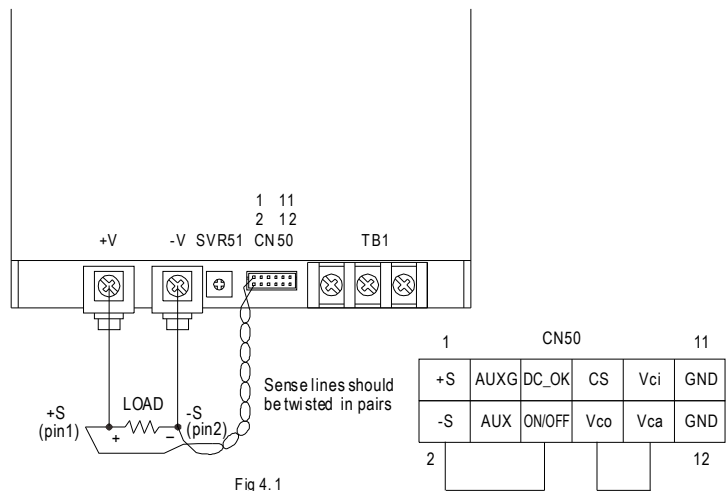 1 11
2 12
+V -V SVR51 CN50 TB1
Sense lines should
be twisted in pairs
+S
(pin1)
LOAD
+ −
-S
(pin2)
Fig 4.1
CN50
1 11
+S AUXG DC_OK CS Vci GND
-S AUX ON/OFF Vco Vca GND
2 12